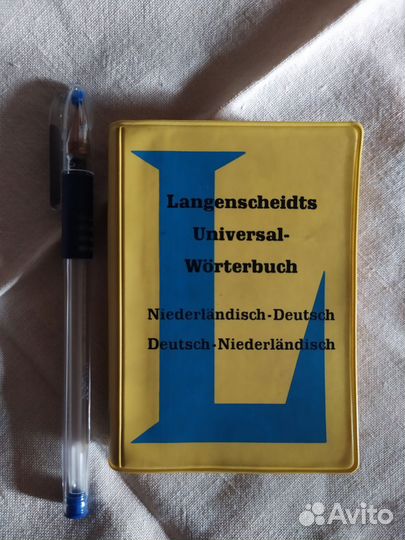 Langenscheidts
Universal-
Wörterbuch
Niederländisch-Deutsch
Deutsch-Niederländisch
Avito